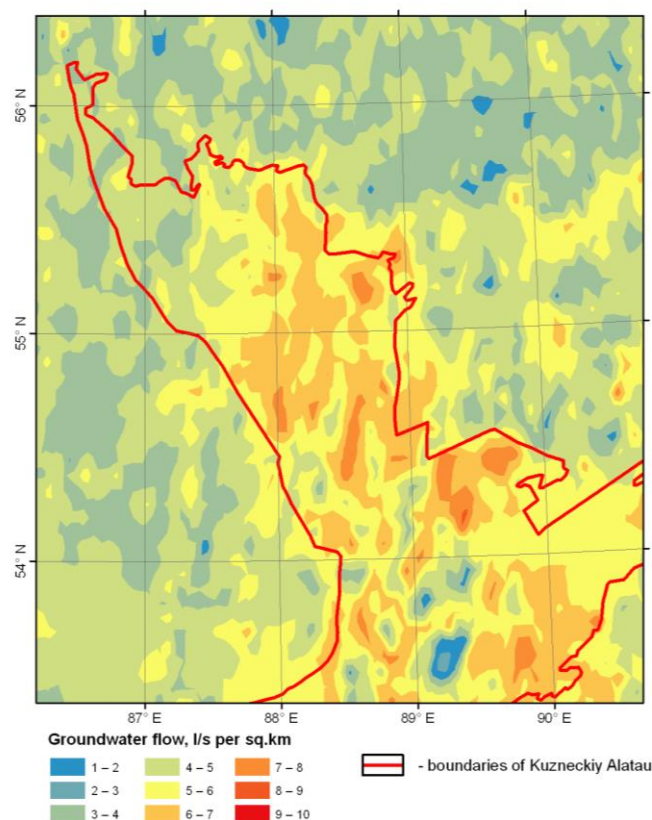 56° N
55° N
54° N
87° E 88° E 89° E 90° E
Groundwater flow, l/s per sq.km
1 – 2 4 – 5 7 – 8
2 – 3 5 – 6 8 – 9
3 – 4 6 – 7 9 – 10
- boundaries of Kuzneckiy Alatau